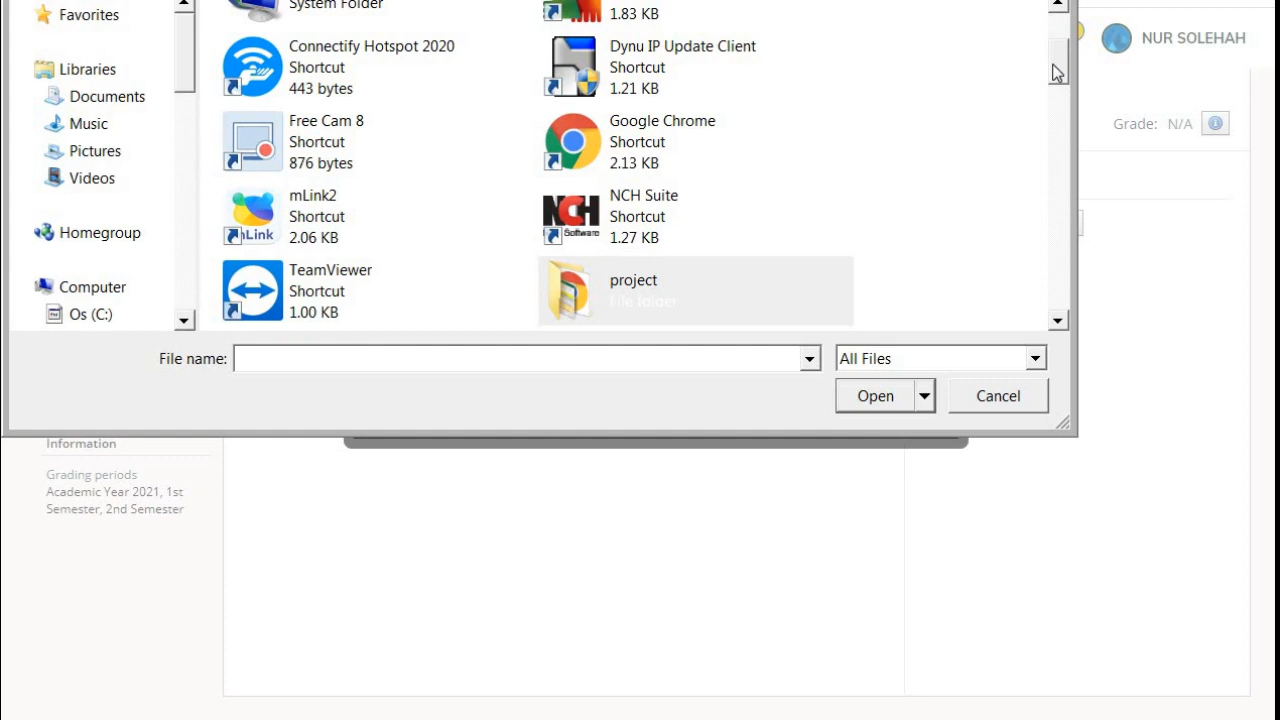 Favorites
Libraries
Documents
Music
Pictures
Videos
Homegroup
Computer
Os (C:)
System Folder
1.83 KB
Connectify Hotspot 2020
Shortcut
443 bytes
Dynu IP Update Client
Shortcut
1.21 KB
Free Cam 8
Shortcut
876 bytes
Google Chrome
Shortcut
2.13 KB
mLink2
Shortcut
2.06 KB
NCH Suite
Shortcut
1.27 KB
TeamViewer
Shortcut
1.00 KB
project
File folder
File name:
All Files
Open
Cancel
NUR SOLEHAH
Grade: N/A
Information
Grading periods
Academic Year 2021, 1st
Semester, 2nd Semester